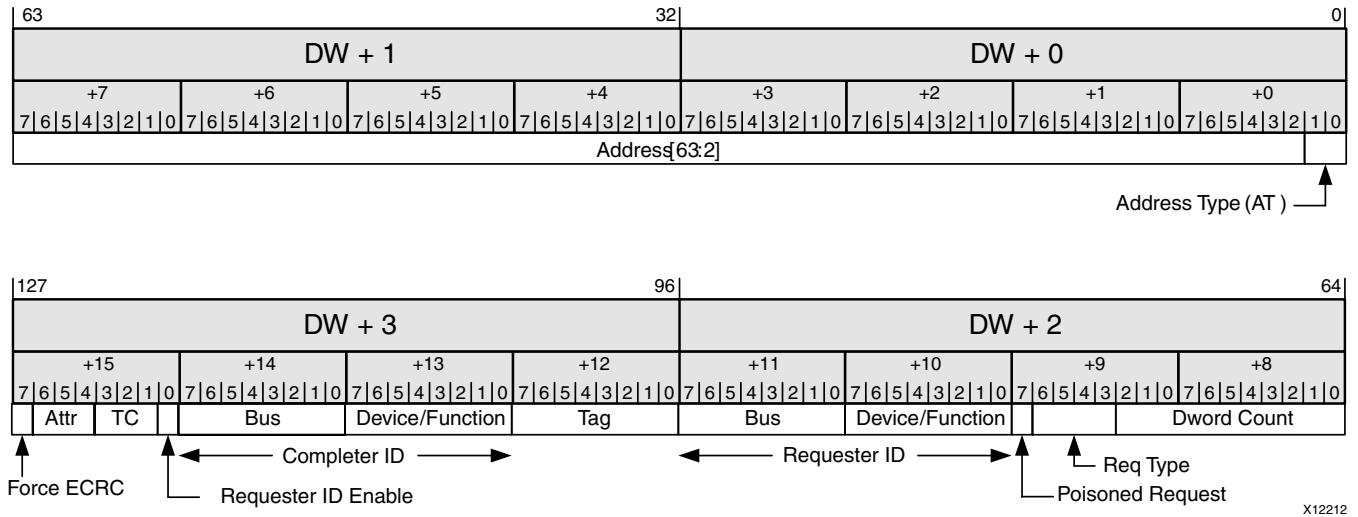 63 32 0
DW + 1 DW + 0
+7 +6 +5 +4 +3 +2 +1 +0
7 6 5 4 3 2 1 0 7 6 5 4 3 2 1 0 7 6 5 4 3 2 1 0 7 6 5 4 3 2 1 0 7 6 5 4 3 2 1 0 7 6 5 4 3 2 1 0 7 6 5 4 3 2 1 0 7 6 5 4 3 2 1 0
Address[63:2]
Address Type (AT )
127 96 64
DW + 3 DW + 2
+15 +14 +13 +12 +11 +10 +9 +8
7 6 5 4 3 2 1 0 7 6 5 4 3 2 1 0 7 6 5 4 3 2 1 0 7 6 5 4 3 2 1 0 7 6 5 4 3 2 1 0 7 6 5 4 3 2 1 0 7 6 5 4 3 2 1 0 7 6 5 4 3 2 1 0
Attr TC Bus Device/Function Tag Bus Device/Function Dword Count
Completer ID Requester ID Req Type
Force ECRC Requester ID Enable Poisoned Request
X12212